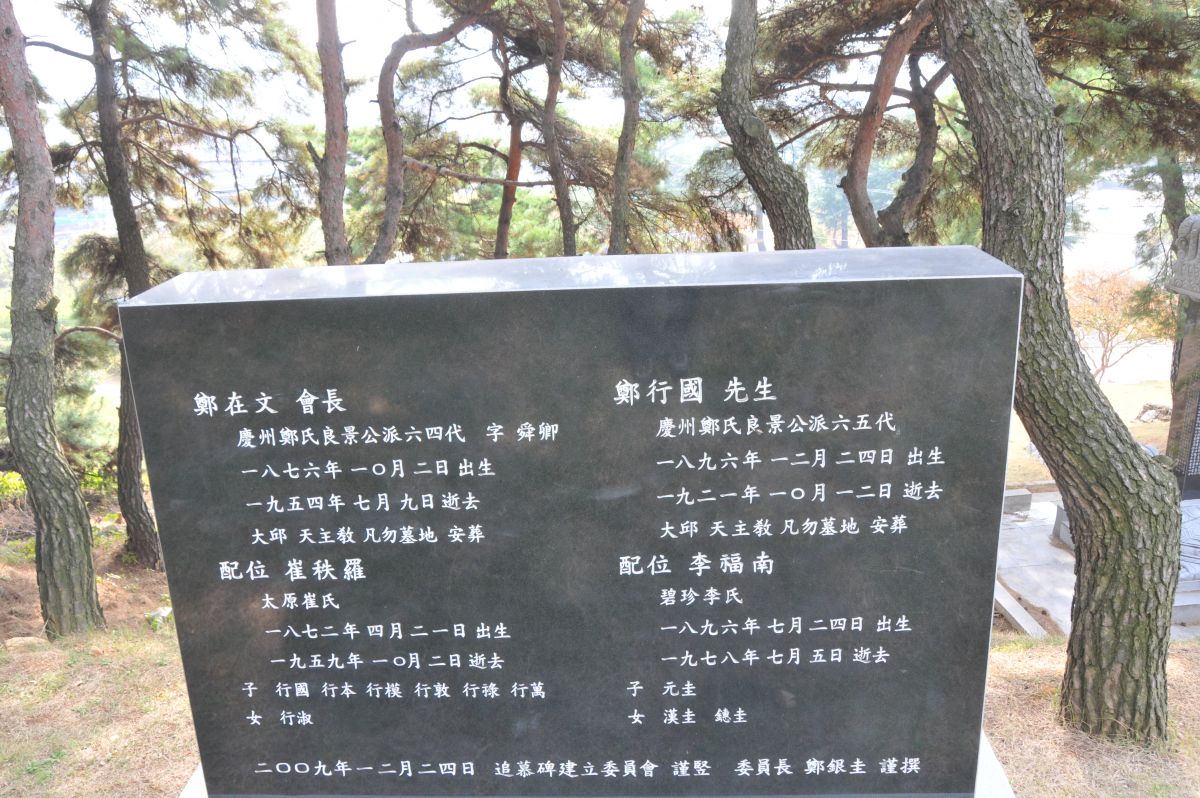 鄭在文 會長
慶州鄭氏良景公派六四代 字 舜卿
一八七六年 一〇月 二日 出生
一九五四年 七月 九日 逝去
大邱 天主敎 凡勿墓地 安葬
配位 崔秩羅
太原崔氏
一八七二年 四月 二一日 出生
一九五九年 一〇月 二日 逝去
子 行國 行本 行模 行敦 行祿 行萬
女 行淑
鄭行國 先生
慶州鄭氏良景公派六五代
一八九六年 一二月 二四日 出生
一九二一年 一〇月 一二日 逝去
大邱 天主敎 凡勿墓地 安葬
配位 李福南
碧珍李氏
一八九六年 七月 二四日 出生
一九七八年 七月 五日 逝去
子 元圭
女 漢圭 鏸圭
二〇〇九年 一二月 二四日 追慕碑建立委員會 謹竪 委員長 鄭銀圭 謹撰